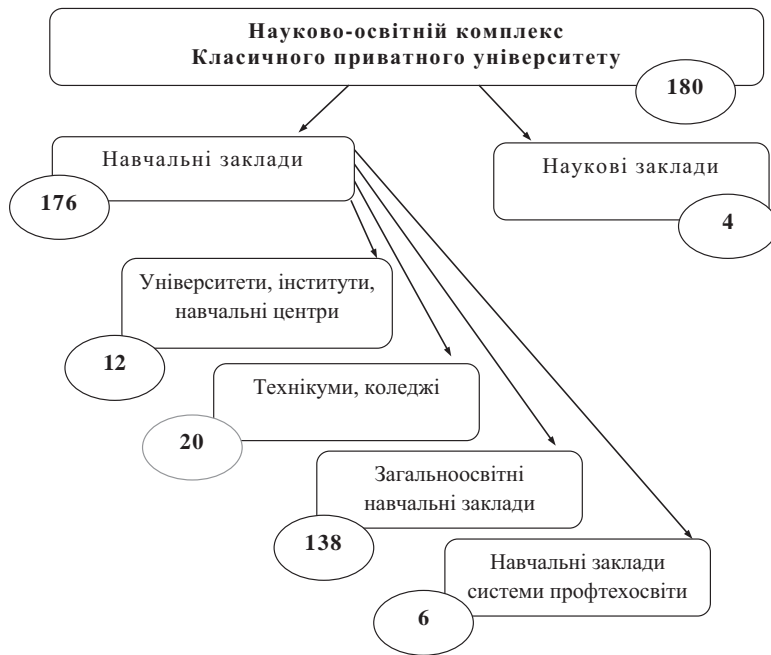 Науково-освітній комплекс
Класичного приватного університету
180
Навчальні заклади
176
Наукові заклади
4
Університети, інститути,
навчальні центри
12
Технікуми, коледжі
20
Загальноосвітні
навчальні заклади
138
Навчальні заклади
системи профтехосвіти
6